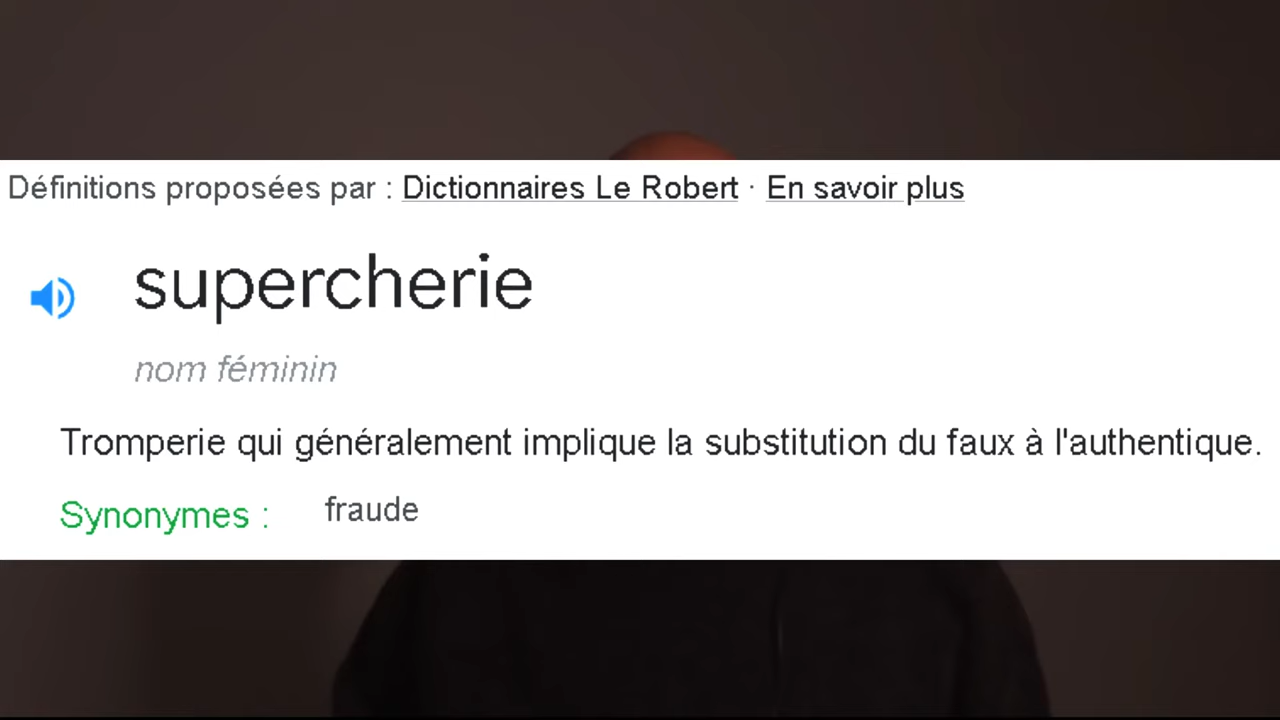 Définitions proposées par : Dictionnaires Le Robert · En savoir plus
supercherie
nom féminin
Tromperie qui généralement implique la substitution du faux à l'authentique.
Synonymes : fraude